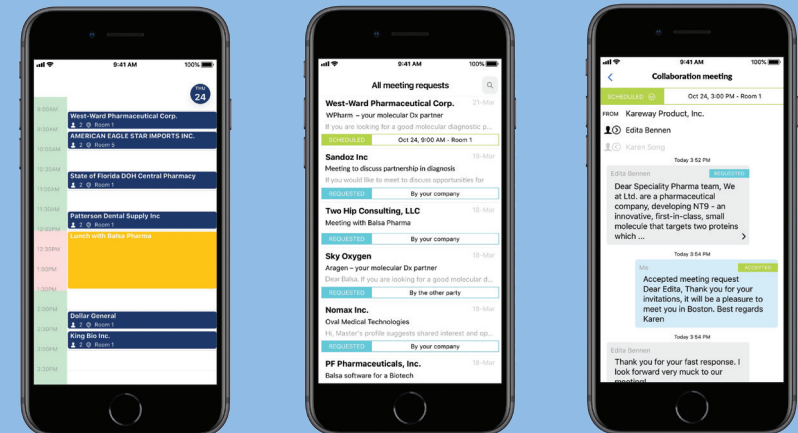 9:41 AM
100%
THU
24
9:00AM
West-Ward Pharmaceutical Corp.
2 Room 1
9:30AM
AMERICAN EAGLE STAR IMPORTS INC.
2 Room 5
10:00AM
10:30AM
State of Florida DOH Central Pharmacy
2 Room 1
11:00AM
11:30AM
Patterson Dental Supply Inc
2 Room 1
Lunch with Balsa Pharma
12:30PM
1:00PM
1:30PM
2:00PM
Dollar General
2 Room 1
2:30PM
King Bio Inc.
2 Room 1
3:00PM
3:30PM
9:41 AM
100%
All meeting requests
West-Ward Pharmaceutical Corp. 21-Mar
WPharm – your molecular Dx partner
If you are looking for a good molecular diagnostic p...
SCHEDULED Oct 24, 9:00 AM - Room 1
Sandoz Inc 19-Mar
Meeting to discuss partnership in diagnosis
If you would like to meet to discuss opportunities for
REQUESTED By your company
Two Hip Consulting, LLC 18-Mar
Meeting with Balsa Pharma
REQUESTED By your company
Sky Oxygen 18-Mar
Aragen – your molecular Dx partner
Dear Balsa. If you are looking for a good molecular d...
REQUESTED By the other party
Nomax Inc. 18-Mar
Oval Medical Technologies
Hi, Master's profile suggests shared interest and op...
REQUESTED By your company
PF Pharmaceuticals, Inc. 18-Mar
Balsa software for a Biotech
9:41 AM
100%
Collaboration meeting
SCHEDULED Oct 24, 3:00 PM - Room 1
FROM Kareway Product, Inc.
Edita Bennen
Karen Song
Today 3 52 PM
Edita Bennen REQUESTED
Dear Speciality Pharma team, We
at Ltd. are a pharmaceutical
company, developing NT9 - an
innovative, first-in-class, small
molecule that targets two proteins
which ...
Today 3:54 PM
Me ACCEPTED
Accepted meeting request
Dear Edita, Thank you for your
invitations, it will be a pleasure to
meet you in Boston. Best regards
Karen
Today 3:54 PM
Edita Bennen
Thank you for your fast response. I
look forward very muck to our
meeting!